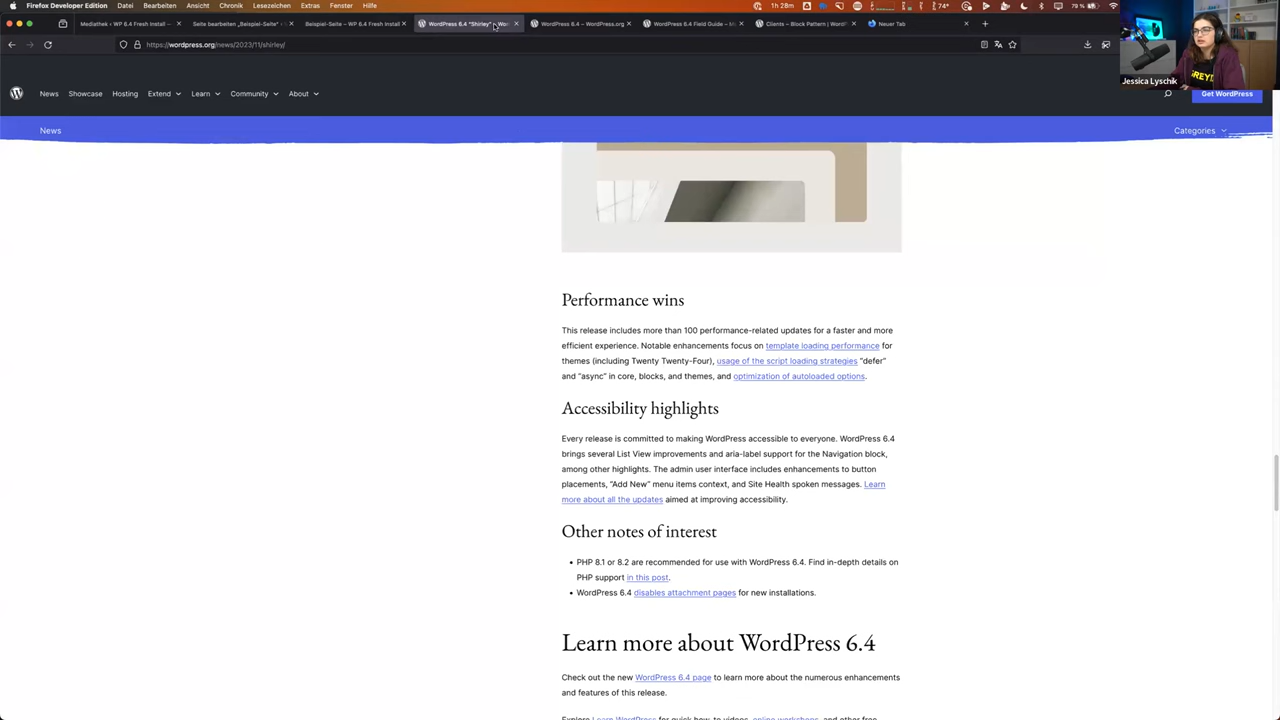 Firefox Developer Edition Datei Bearbeiten Ansicht Chronik Lesezeichen Extras Fenster Hilfe
1h 28m
74°
79 %
Mediathek ‹ WP 6.4 Fresh Install —
Seite bearbeiten „Beispiel-Seite“ ‹
Beispiel-Seite – WP 6.4 Fresh Install
WordPress 6.4 “Shirley”
WordPress 6.4 – WordPress.org
WordPress 6.4 Field Guide –
Clients – Block Pattern |
Neuer Tab
https://wordpress.org/news/2023/11/shirley/
GREYD
Jessica Lyschik
News Showcase Hosting Extend Learn Community About
Get WordPress
News
Categories
Performance wins
This release includes more than 100 performance-related updates for a faster and more
efficient experience. Notable enhancements focus on template loading performance for
themes (including Twenty Twenty-Four), usage of the script loading strategies “defer”
and “async” in core, blocks, and themes, and optimization of autoloaded options.
Accessibility highlights
Every release is committed to making WordPress accessible to everyone. WordPress 6.4
brings several List View improvements and aria-label support for the Navigation block,
among other highlights. The admin user interface includes enhancements to button
placements, “Add New” menu items context, and Site Health spoken messages. Learn
more about all the updates aimed at improving accessibility.
Other notes of interest
• PHP 8.1 or 8.2 are recommended for use with WordPress 6.4. Find in-depth details on
PHP support in this post.
• WordPress 6.4 disables attachment pages for new installations.
Learn more about WordPress 6.4
Check out the new WordPress 6.4 page to learn more about the numerous enhancements
and features of this release.
Explore Learn WordPress for quick how-to videos, online workshops, and other free